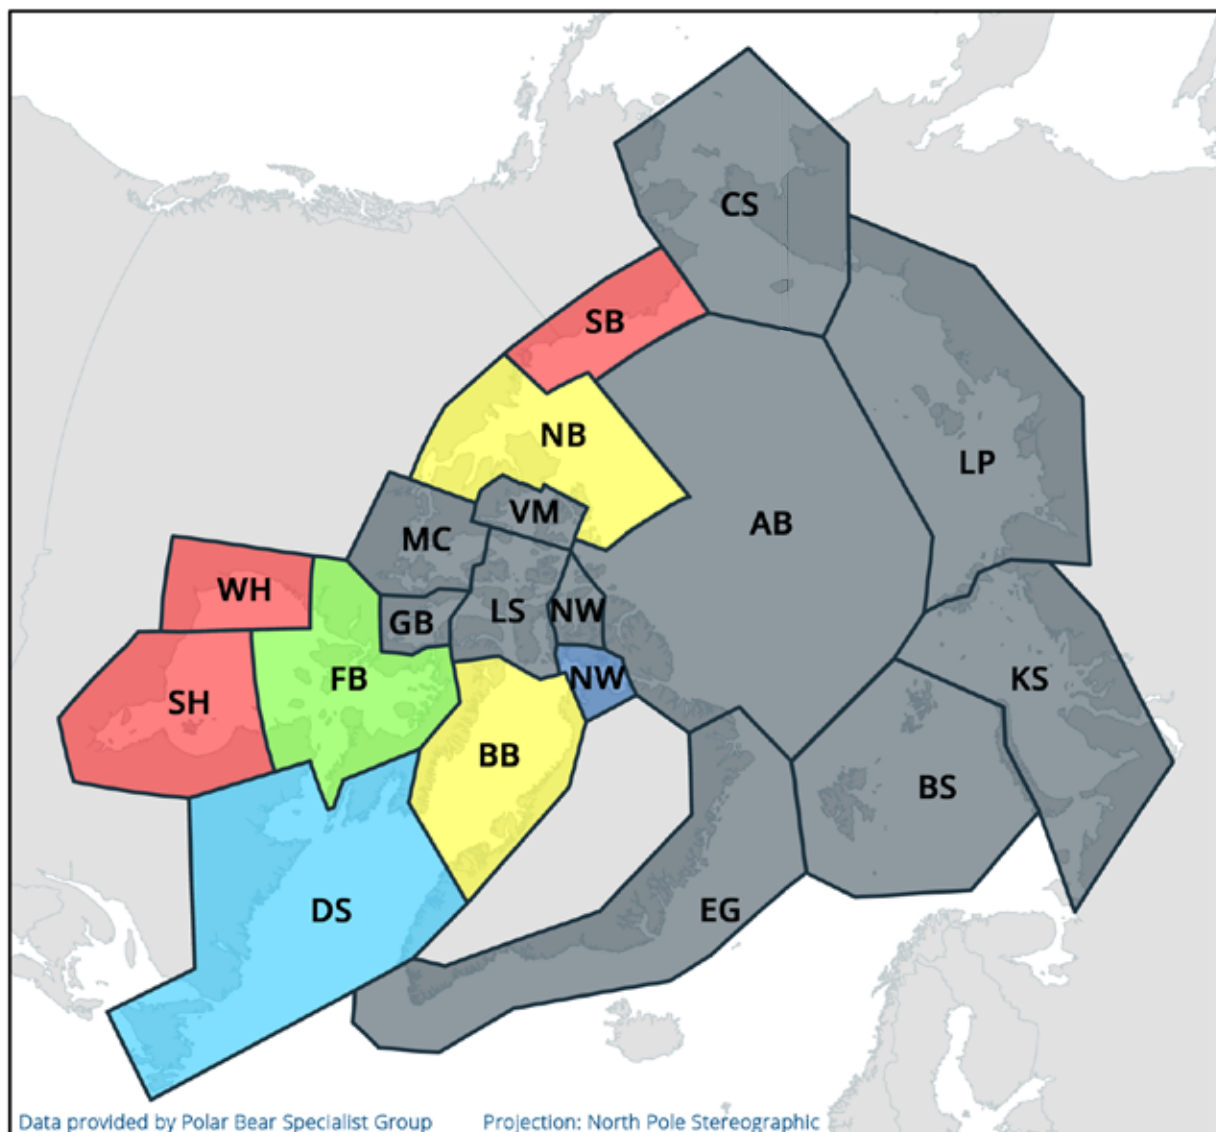 CS
SB
NB
LP
VM
AB
MC
WH
LS
NW
GB
FB
NW
KS
SH
BB
BS
DS
EG
Data provided by Polar Bear Specialist Group
Projection: North Pole Stereographic